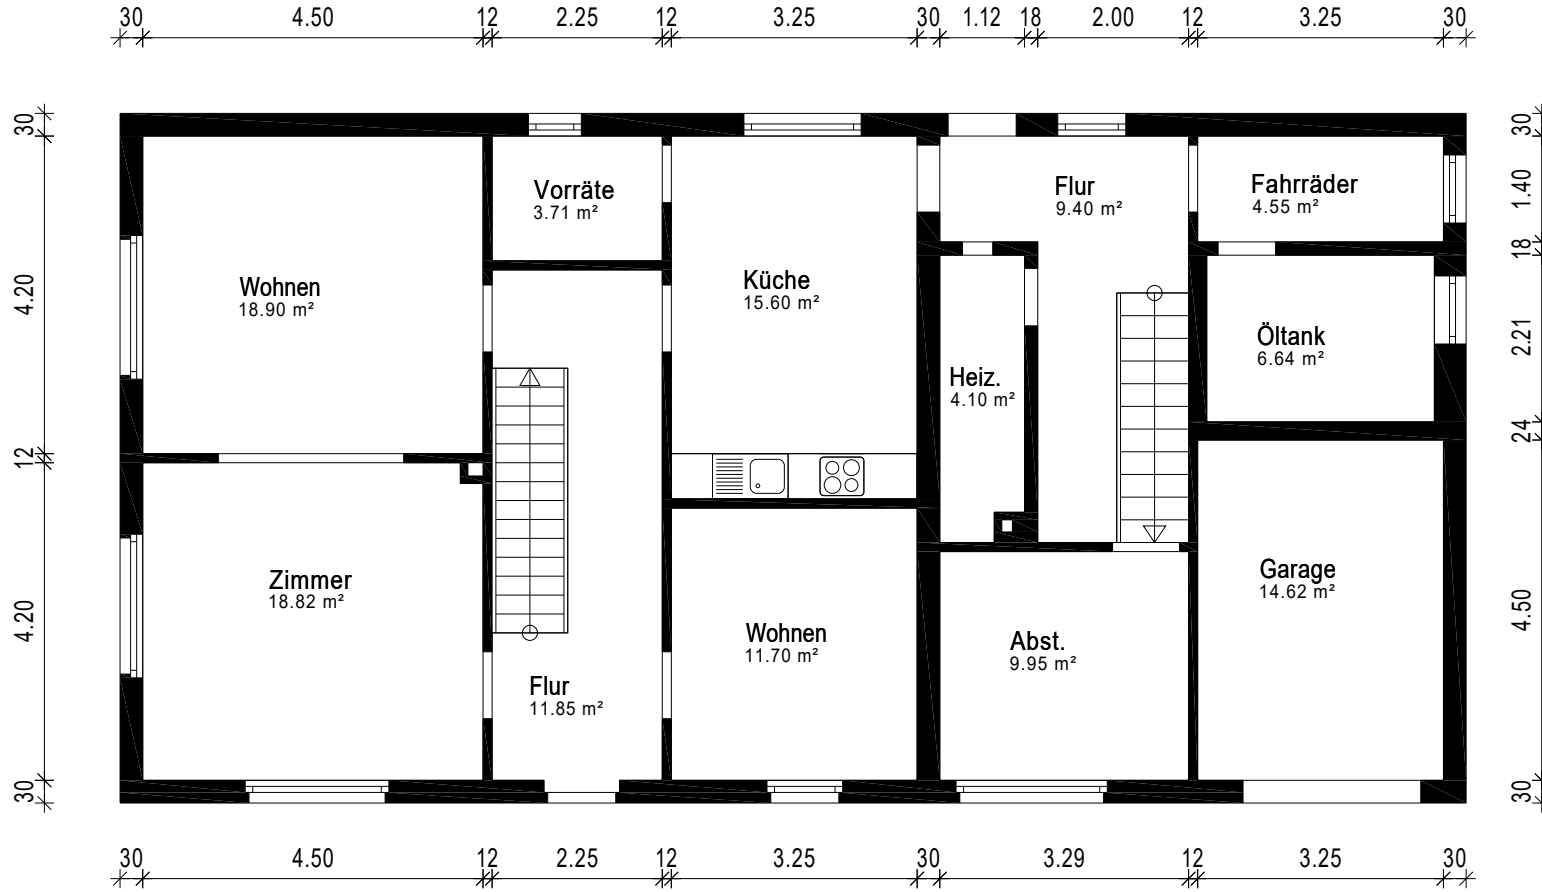 30 4.50 12 2.25 12 3.25 30 1.12 18 2.00 12 3.25 30
30
4.20
12
4.20
30
30
1.40
18
2.21
24
4.50
30
Wohnen
18.90 m²
Vorräte
3.71 m²
Küche
15.60 m²
Flur
9.40 m²
Fahrräder
4.55 m²
Öltank
6.64 m²
Heiz.
4.10 m²
Zimmer
18.82 m²
Flur
11.85 m²
Wohnen
11.70 m²
Abst.
9.95 m²
Garage
14.62 m²
30 4.50 12 2.25 12 3.25 30 3.29 12 3.25 30